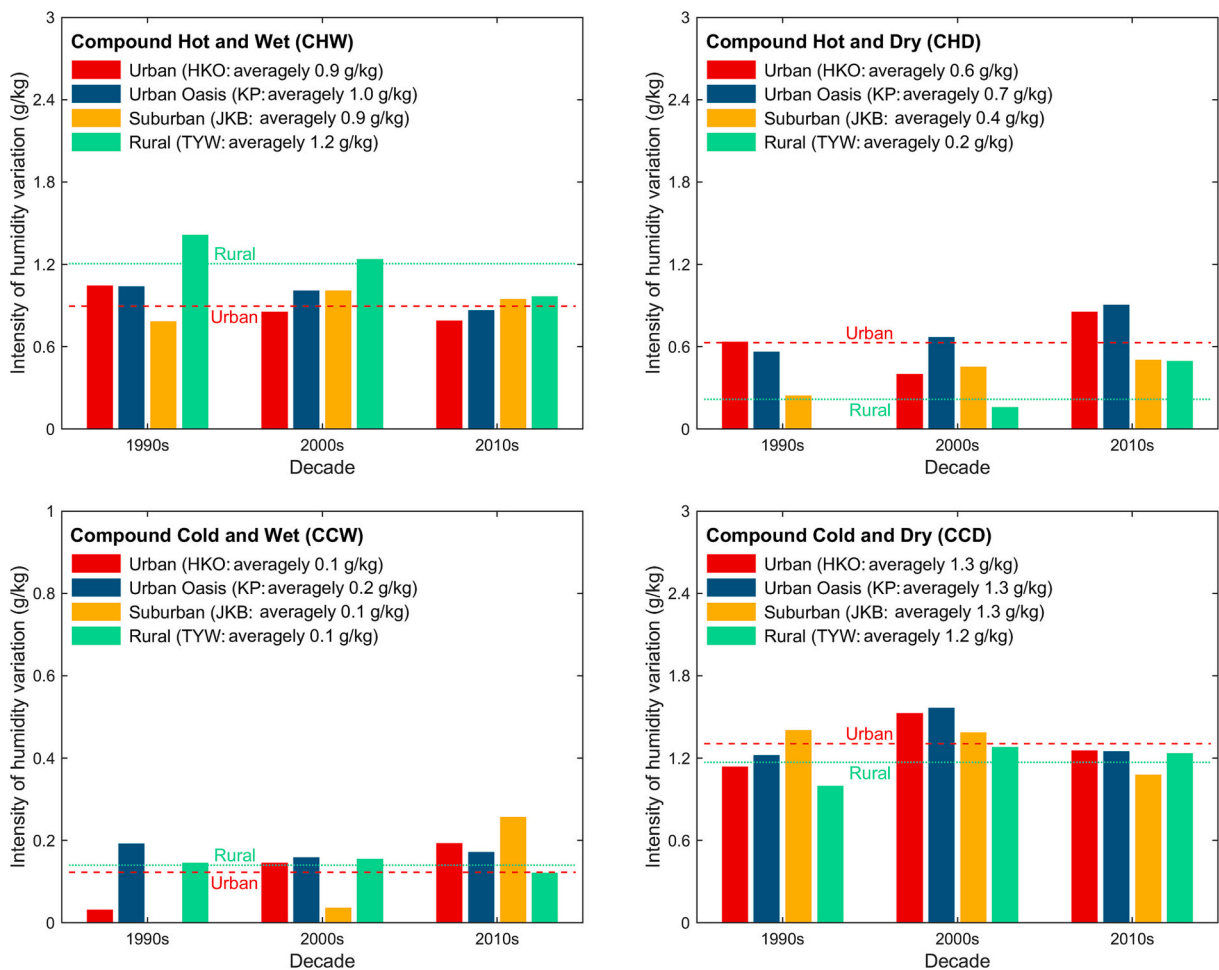 Compound Hot and Wet (CHW)
Urban (HKO: averagely 0.9 g/kg)
Urban Oasis (KP: averagely 1.0 g/kg)
Suburban (JKB: averagely 0.9 g/kg)
Rural (TYW: averagely 1.2 g/kg)
Intensity of humidity variation (g/kg)
3
2.4
1.8
1.2
0.6
0
Rural
Urban
1990s 2000s 2010s
Decade
Compound Hot and Dry (CHD)
Urban (HKO: averagely 0.6 g/kg)
Urban Oasis (KP: averagely 0.7 g/kg)
Suburban (JKB: averagely 0.4 g/kg)
Rural (TYW: averagely 0.2 g/kg)
Intensity of humidity variation (g/kg)
3
2.4
1.8
1.2
0.6
0
Urban
Rural
1990s 2000s 2010s
Decade
Compound Cold and Wet (CCW)
Urban (HKO: averagely 0.1 g/kg)
Urban Oasis (KP: averagely 0.2 g/kg)
Suburban (JKB: averagely 0.1 g/kg)
Rural (TYW: averagely 0.1 g/kg)
Intensity of humidity variation (g/kg)
1
0.8
0.6
0.4
0.2
0
Rural
Urban
1990s 2000s 2010s
Decade
Compound Cold and Dry (CCD)
Urban (HKO: averagely 1.3 g/kg)
Urban Oasis (KP: averagely 1.3 g/kg)
Suburban (JKB: averagely 1.3 g/kg)
Rural (TYW: averagely 1.2 g/kg)
Intensity of humidity variation (g/kg)
3
2.4
1.8
1.2
0.6
0
Urban
Rural
1990s 2000s 2010s
Decade